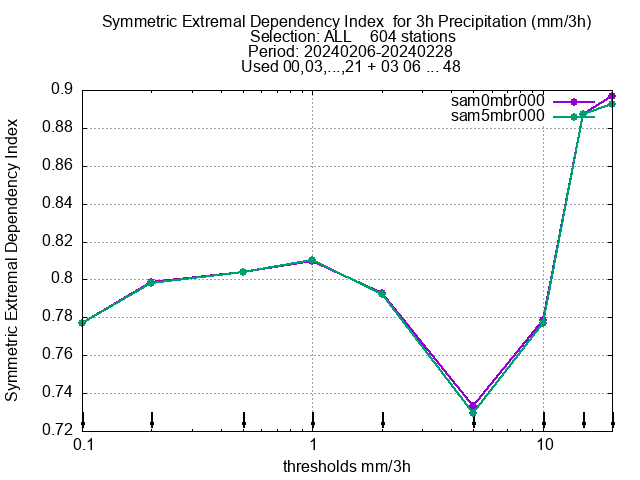 Symmetric Extremal Dependency Index  for 3h Precipitation (mm/3h)
Selection: ALL    604 stations
Period: 20240206-20240228
Used 00,03,...,21 + 03 06 ... 48
sam0mbr000
sam5mbr000
0.9
0.88
0.86
0.84
0.82
0.8
0.78
0.76
0.74
0.72
Symmetric Extremal Dependency Index
0.1 1 10
thresholds mm/3h